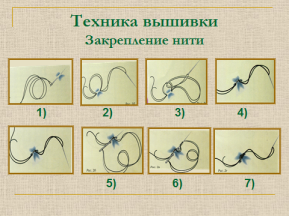 Техника вышивки
Закрепление нити
1) 2) 3) 4)
5) 6) 7)